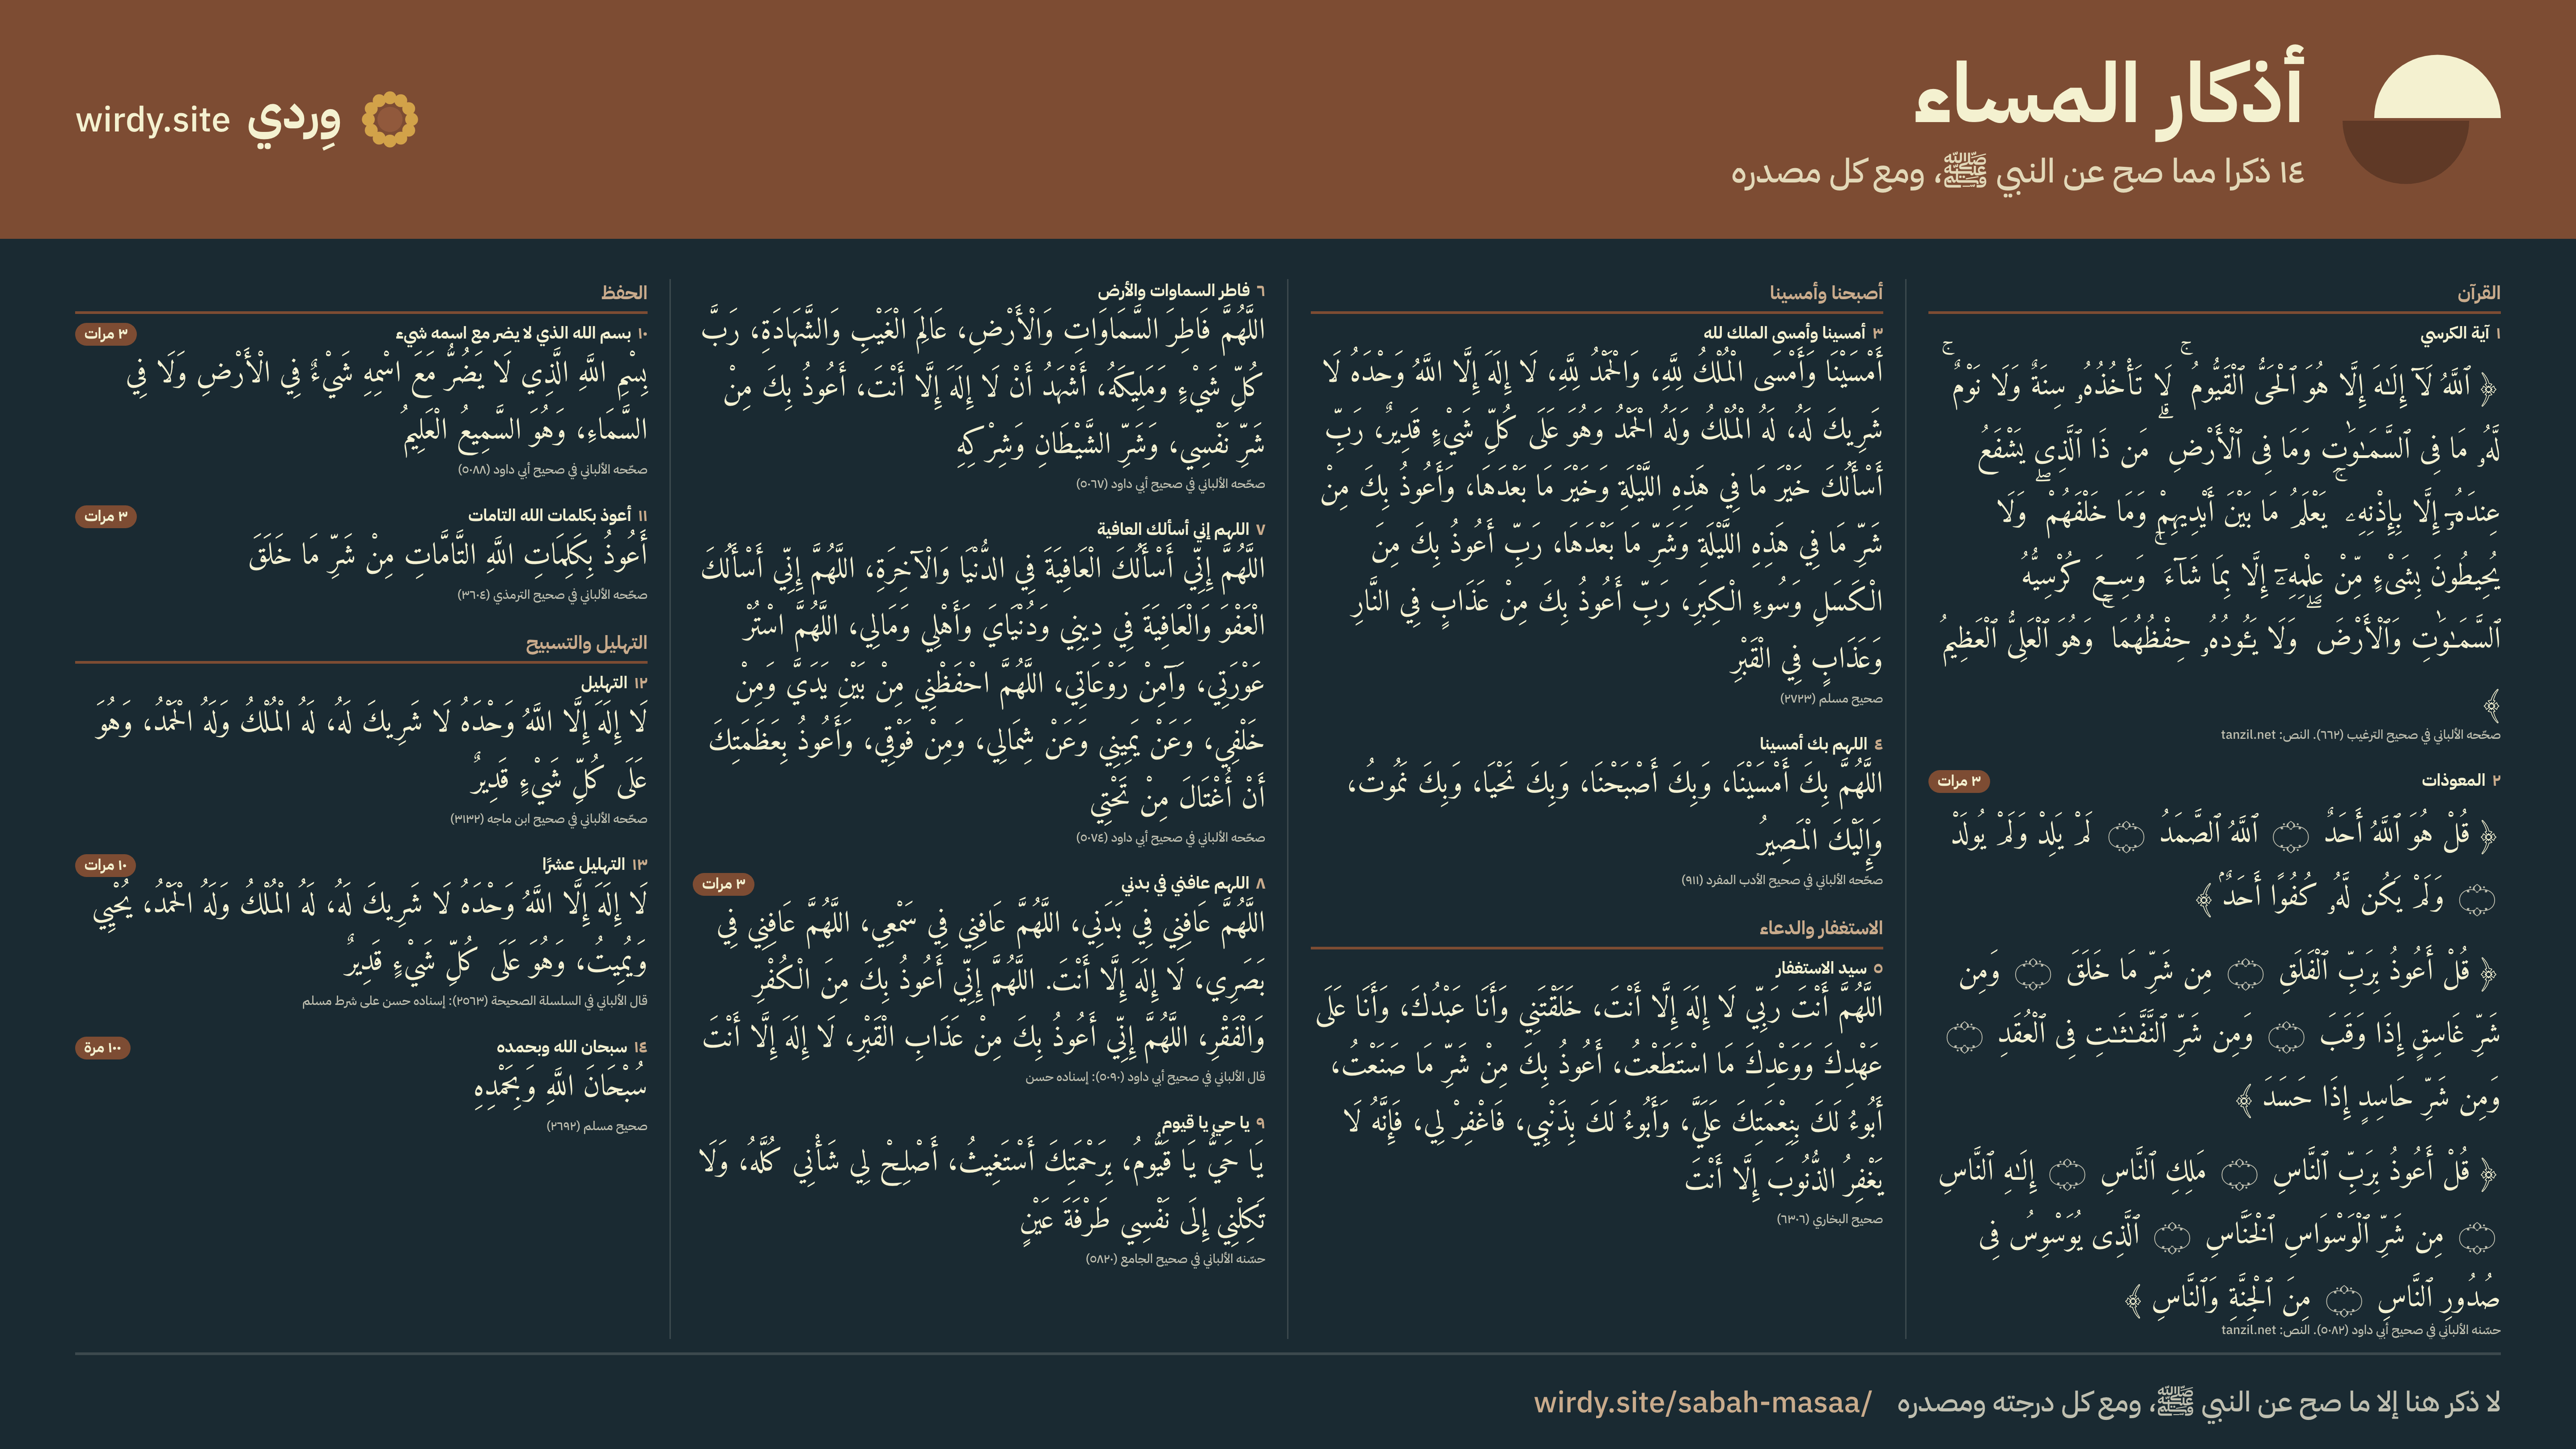 أذكار المساء
١٤ ذكرا مما صح عن النبي ﷺ، ومع كل مصدره
وِردي wirdy.site
القرآن
١ آية الكرسي
﴿ ٱللَّهُ لَآ إِلَـٰهَ إِلَّا هُوَ ٱلْحَىُّ ٱلْقَيُّومُ ۚ لَا تَأْخُذُهُۥ سِنَةٌ وَلَا نَوْمٌ ۚ
لَّهُۥ مَا فِى ٱلسَّمَـٰوَٰتِ وَمَا فِى ٱلْأَرْضِ ۗ مَن ذَا ٱلَّذِى يَشْفَعُ
عِندَهُۥٓ إِلَّا بِإِذْنِهِۦ ۚ يَعْلَمُ مَا بَيْنَ أَيْدِيهِمْ وَمَا خَلْفَهُمْ ۖ وَلَا
يُحِيطُونَ بِشَىْءٍ مِّنْ عِلْمِهِۦٓ إِلَّا بِمَا شَآءَ ۚ وَسِعَ كُرْسِيُّهُ
ٱلسَّمَـٰوَٰتِ وَٱلْأَرْضَ ۖ وَلَا يَـُٔودُهُۥ حِفْظُهُمَا ۚ وَهُوَ ٱلْعَلِىُّ ٱلْعَظِيمُ
﴾
صحّحه الألباني في صحيح الترغيب (٦٦٢). النص: tanzil.net
٢ المعوذات ٣ مرات
﴿ قُلْ هُوَ ٱللَّهُ أَحَدٌ ۝ ٱللَّهُ ٱلصَّمَدُ ۝ لَمْ يَلِدْ وَلَمْ يُولَدْ
۝ وَلَمْ يَكُن لَّهُۥ كُفُوًا أَحَدٌۢ ﴾
﴿ قُلْ أَعُوذُ بِرَبِّ ٱلْفَلَقِ ۝ مِن شَرِّ مَا خَلَقَ ۝ وَمِن
شَرِّ غَاسِقٍ إِذَا وَقَبَ ۝ وَمِن شَرِّ ٱلنَّفَّـٰثَـٰتِ فِى ٱلْعُقَدِ ۝
وَمِن شَرِّ حَاسِدٍ إِذَا حَسَدَ ﴾
﴿ قُلْ أَعُوذُ بِرَبِّ ٱلنَّاسِ ۝ مَلِكِ ٱلنَّاسِ ۝ إِلَـٰهِ ٱلنَّاسِ
۝ مِن شَرِّ ٱلْوَسْوَاسِ ٱلْخَنَّاسِ ۝ ٱلَّذِى يُوَسْوِسُ فِى
صُدُورِ ٱلنَّاسِ ۝ مِنَ ٱلْجِنَّةِ وَٱلنَّاسِ ﴾
حسّنه الألباني في صحيح أبي داود (٥٠٨٢). النص: tanzil.net
أصبحنا وأمسينا
٣ أمسينا وأمسى الملك لله
أَمْسَيْنَا وَأَمْسَى الْمُلْكُ لِلَّهِ، وَالْحَمْدُ لِلَّهِ، لَا إِلَهَ إِلَّا اللَّهُ وَحْدَهُ لَا
شَرِيكَ لَهُ، لَهُ الْمُلْكُ وَلَهُ الْحَمْدُ وَهُوَ عَلَى كُلِّ شَيْءٍ قَدِيرٌ، رَبِّ
أَسْأَلُكَ خَيْرَ مَا فِي هَذِهِ اللَّيْلَةِ وَخَيْرَ مَا بَعْدَهَا، وَأَعُوذُ بِكَ مِنْ
شَرِّ مَا فِي هَذِهِ اللَّيْلَةِ وَشَرِّ مَا بَعْدَهَا، رَبِّ أَعُوذُ بِكَ مِنَ
الْكَسَلِ وَسُوءِ الْكِبَرِ، رَبِّ أَعُوذُ بِكَ مِنْ عَذَابٍ فِي النَّارِ
وَعَذَابٍ فِي الْقَبْرِ
صحيح مسلم (٢٧٢٣)
٤ اللهم بك أمسينا
اللَّهُمَّ بِكَ أَمْسَيْنَا، وَبِكَ أَصْبَحْنَا، وَبِكَ نَحْيَا، وَبِكَ نَمُوتُ،
وَإِلَيْكَ الْمَصِيرُ
صحّحه الألباني في صحيح الأدب المفرد (٩١١)
الاستغفار والدعاء
٥ سيد الاستغفار
اللَّهُمَّ أَنْتَ رَبِّي لَا إِلَهَ إِلَّا أَنْتَ، خَلَقْتَنِي وَأَنَا عَبْدُكَ، وَأَنَا عَلَى
عَهْدِكَ وَوَعْدِكَ مَا اسْتَطَعْتُ، أَعُوذُ بِكَ مِنْ شَرِّ مَا صَنَعْتُ،
أَبُوءُ لَكَ بِنِعْمَتِكَ عَلَيَّ، وَأَبُوءُ لَكَ بِذَنْبِي، فَاغْفِرْ لِي، فَإِنَّهُ لَا
يَغْفِرُ الذُّنُوبَ إِلَّا أَنْتَ
صحيح البخاري (٦٣٠٦)
٦ فاطر السماوات والأرض
اللَّهُمَّ فَاطِرَ السَّمَاوَاتِ وَالْأَرْضِ، عَالِمَ الْغَيْبِ وَالشَّهَادَةِ، رَبَّ
كُلِّ شَيْءٍ وَمَلِيكَهُ، أَشْهَدُ أَنْ لَا إِلَهَ إِلَّا أَنْتَ، أَعُوذُ بِكَ مِنْ
شَرِّ نَفْسِي، وَشَرِّ الشَّيْطَانِ وَشِرْكِهِ
صحّحه الألباني في صحيح أبي داود (٥٠٦٧)
٧ اللهم إني أسألك العافية
اللَّهُمَّ إِنِّي أَسْأَلُكَ الْعَافِيَةَ فِي الدُّنْيَا وَالْآخِرَةِ، اللَّهُمَّ إِنِّي أَسْأَلُكَ
الْعَفْوَ وَالْعَافِيَةَ فِي دِينِي وَدُنْيَايَ وَأَهْلِي وَمَالِي، اللَّهُمَّ اسْتُرْ
عَوْرَتِي، وَآمِنْ رَوْعَاتِي، اللَّهُمَّ احْفَظْنِي مِنْ بَيْنِ يَدَيَّ وَمِنْ
خَلْفِي، وَعَنْ يَمِينِي وَعَنْ شِمَالِي، وَمِنْ فَوْقِي، وَأَعُوذُ بِعَظَمَتِكَ
أَنْ أُغْتَالَ مِنْ تَحْتِي
صحّحه الألباني في صحيح أبي داود (٥٠٧٤)
٨ اللهم عافني في بدني ٣ مرات
اللَّهُمَّ عَافِنِي فِي بَدَنِي، اللَّهُمَّ عَافِنِي فِي سَمْعِي، اللَّهُمَّ عَافِنِي فِي
بَصَرِي، لَا إِلَهَ إِلَّا أَنْتَ. اللَّهُمَّ إِنِّي أَعُوذُ بِكَ مِنَ الْكُفْرِ
وَالْفَقْرِ، اللَّهُمَّ إِنِّي أَعُوذُ بِكَ مِنْ عَذَابِ الْقَبْرِ، لَا إِلَهَ إِلَّا أَنْتَ
قال الألباني في صحيح أبي داود (٥٠٩٠): إسناده حسن
٩ يا حي يا قيوم
يَا حَيُّ يَا قَيُّومُ، بِرَحْمَتِكَ أَسْتَغِيثُ، أَصْلِحْ لِي شَأْنِي كُلَّهُ، وَلَا
تَكِلْنِي إِلَى نَفْسِي طَرْفَةَ عَيْنٍ
حسّنه الألباني في صحيح الجامع (٥٨٢٠)
الحفظ
١٠ بسم الله الذي لا يضر مع اسمه شيء ٣ مرات
بِسْمِ اللَّهِ الَّذِي لَا يَضُرُّ مَعَ اسْمِهِ شَيْءٌ فِي الْأَرْضِ وَلَا فِي
السَّمَاءِ، وَهُوَ السَّمِيعُ الْعَلِيمُ
صحّحه الألباني في صحيح أبي داود (٥٠٨٨)
١١ أعوذ بكلمات الله التامات ٣ مرات
أَعُوذُ بِكَلِمَاتِ اللَّهِ التَّامَّاتِ مِنْ شَرِّ مَا خَلَقَ
صحّحه الألباني في صحيح الترمذي (٣٦٠٤)
التهليل والتسبيح
١٢ التهليل
لَا إِلَهَ إِلَّا اللَّهُ وَحْدَهُ لَا شَرِيكَ لَهُ، لَهُ الْمُلْكُ وَلَهُ الْحَمْدُ، وَهُوَ
عَلَى كُلِّ شَيْءٍ قَدِيرٌ
صحّحه الألباني في صحيح ابن ماجه (٣١٣٢)
١٣ التهليل عشرًا ١٠ مرات
لَا إِلَهَ إِلَّا اللَّهُ وَحْدَهُ لَا شَرِيكَ لَهُ، لَهُ الْمُلْكُ وَلَهُ الْحَمْدُ، يُحْيِي
وَيُمِيتُ، وَهُوَ عَلَى كُلِّ شَيْءٍ قَدِيرٌ
قال الألباني في السلسلة الصحيحة (٢٥٦٣): إسناده حسن على شرط مسلم
١٤ سبحان الله وبحمده ١٠٠ مرة
سُبْحَانَ اللَّهِ وَبِحَمْدِهِ
صحيح مسلم (٢٦٩٢)
لا ذكر هنا إلا ما صح عن النبي ﷺ، ومع كل درجته ومصدره wirdy.site/sabah-masaa/